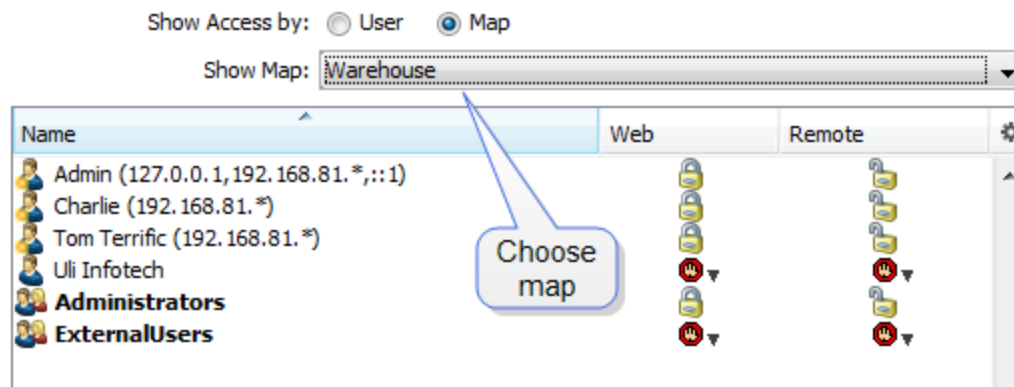 Show Access by: User Map
Show Map: Warehouse
Name Web Remote
Admin (127.0.0.1,192.168.81.*,::1)
Charlie (192.168.81.*)
Tom Terrific (192.168.81.*)
Uli Infotech
Administrators
ExternalUsers
Choose
map